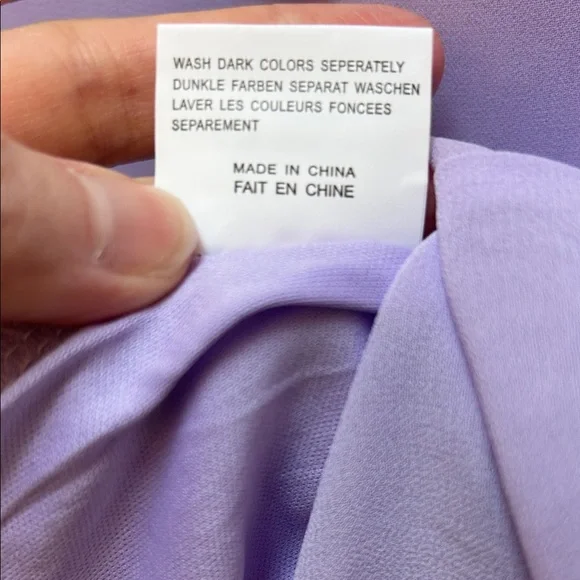 WASH DARK COLORS SEPERATELY
DUNKLE FARBEN SEPARAT WASCHEN
LAVER LES COULEURS FONCEES
SEPAREMENT
MADE IN CHINA
FAIT EN CHINE